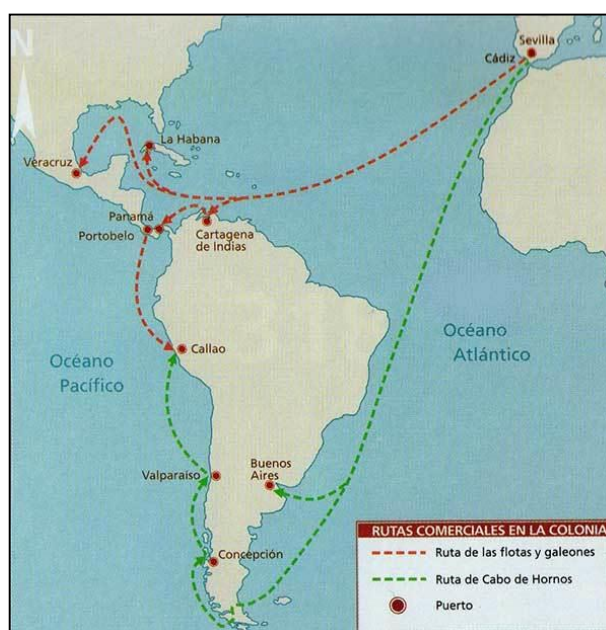 N
Sevilla
Cádiz
La Habana
Veracruz
Panamá
Portobelo
Cartagena
de Indias
Callao
Océano
Pacífico
Océano
Atlántico
Valparaiso
Buenos
Aires
Concepción
RUTAS COMERCIALES EN LA COLONIA
Ruta de las flotas y galeones
Ruta de Cabo de Hornos
Puerto